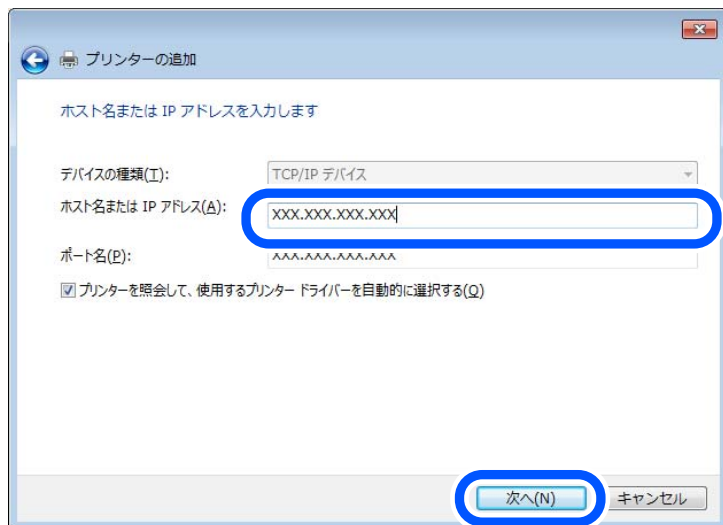 プリンターの追加
ホスト名または IP アドレスを入力します
デバイスの種類(T): TCP/IP デバイス
ホスト名または IP アドレス(A): XXX.XXX.XXX.XXX
ポート名(P): XXX.XXX.XXX.XXX
プリンターを照会して、使用するプリンター ドライバーを自動的に選択する(Q)
次へ(N) キャンセル